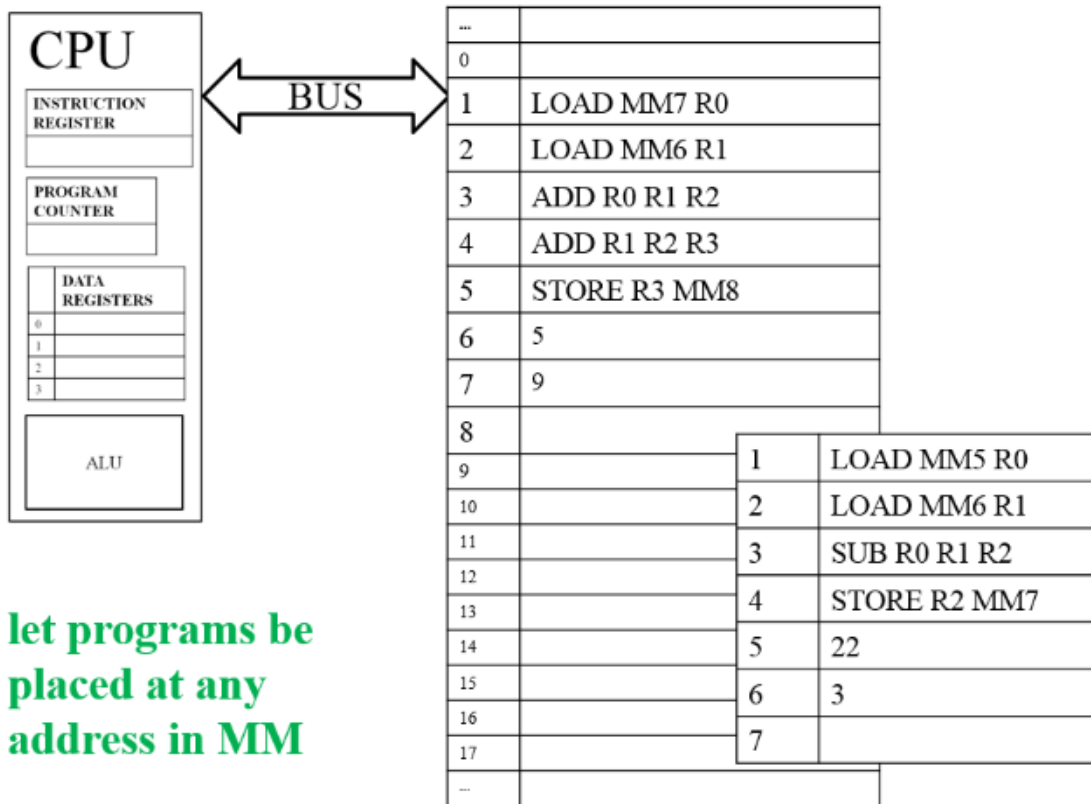 CPU
INSTRUCTION
REGISTER
PROGRAM
COUNTER
DATA
REGISTERS
0
1
2
3
ALU
BUS
...
0
1 LOAD MM7 R0
2 LOAD MM6 R1
3 ADD R0 R1 R2
4 ADD R1 R2 R3
5 STORE R3 MM8
6 5
7 9
8
9
10
11
12
13
14
15
16
17
...
1 LOAD MM5 R0
2 LOAD MM6 R1
3 SUB R0 R1 R2
4 STORE R2 MM7
5 22
6 3
7
let programs be
placed at any
address in MM